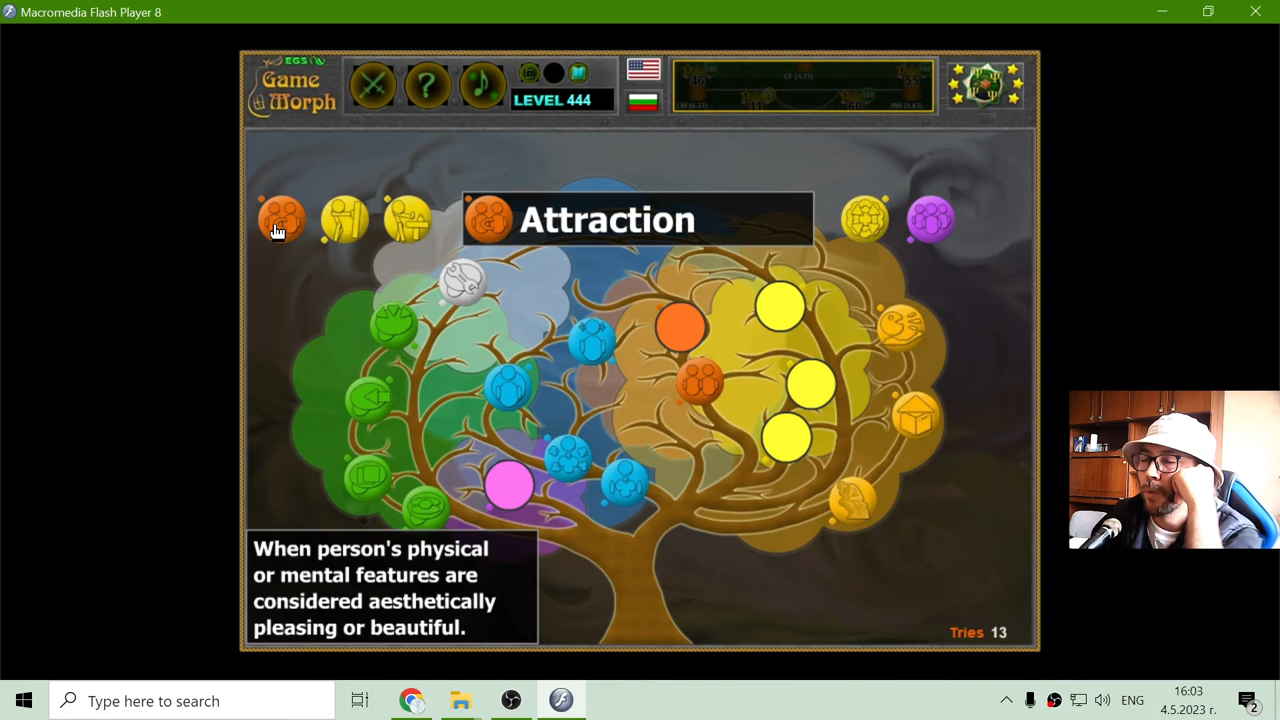 Macromedia Flash Player 8
EGS
Game
Morph
LEVEL 444
Attraction
When person's physical
or mental features are
considered aesthetically
pleasing or beautiful.
Tries 13
Type here to search
ENG
16:03
4.5.2023 г.
2